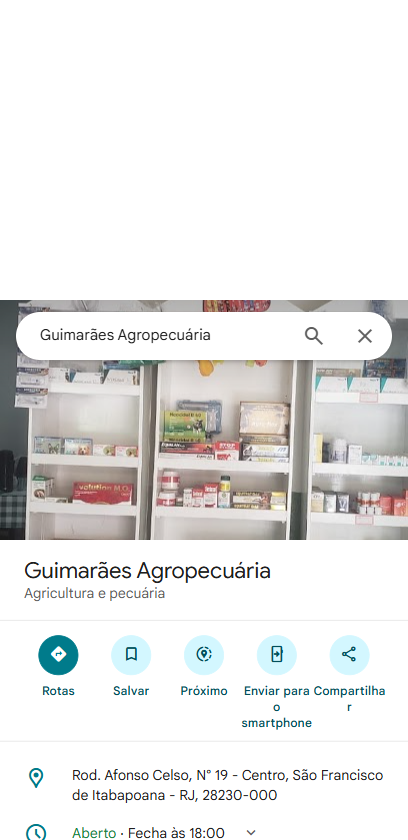 Guimarães Agropecuária
Guimarães Agropecuária
Agricultura e pecuária
Rotas
Salvar
Próximo
Enviar para o smartphone
Compartilhar
Rod. Afonso Celso, N° 19 - Centro, São Francisco
de Itabapoana - RJ, 28230-000
Aberto · Fecha às 18:00